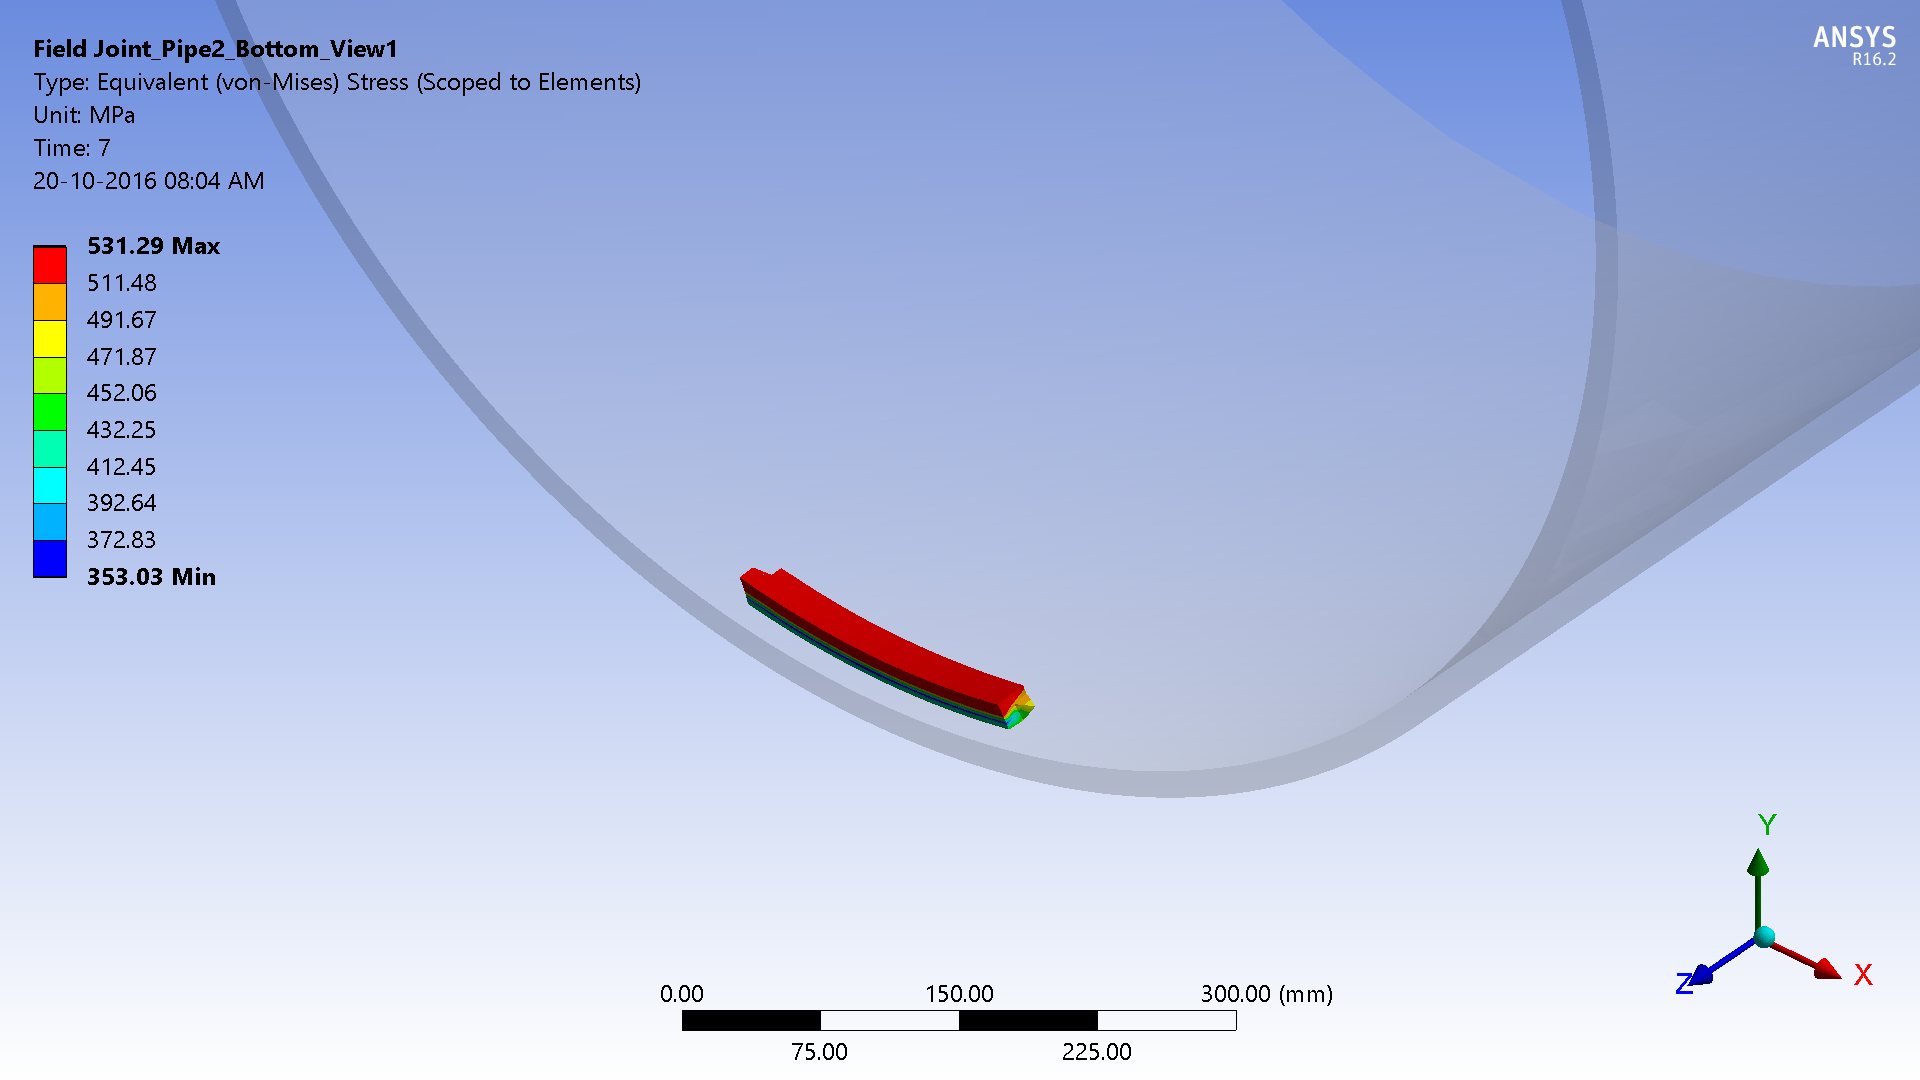 Field Joint_Pipe2_Bottom_View1
Type: Equivalent (von-Mises) Stress (Scoped to Elements)
Unit: MPa
Time: 7
20-10-2016 08:04 AM
ANSYS
R16.2
531.29 Max
511.48
491.67
471.87
452.06
432.25
412.45
392.64
372.83
353.03 Min
Y
X
Z
0.00 150.00 300.00 (mm)
75.00 225.00